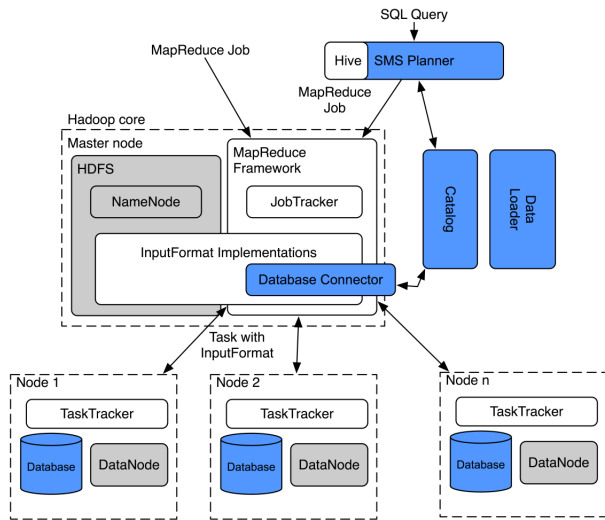 SQL Query
Hive SMS Planner
MapReduce Job
MapReduce
Job
Hadoop core
Master node
HDFS
MapReduce
Framework
NameNode
JobTracker
Catalog
Data
Loader
InputFormat Implementations
Database Connector
Task with
InputFormat
Node 1
TaskTracker
Database
DataNode
Node 2
TaskTracker
Database
DataNode
Node n
TaskTracker
Database
DataNode